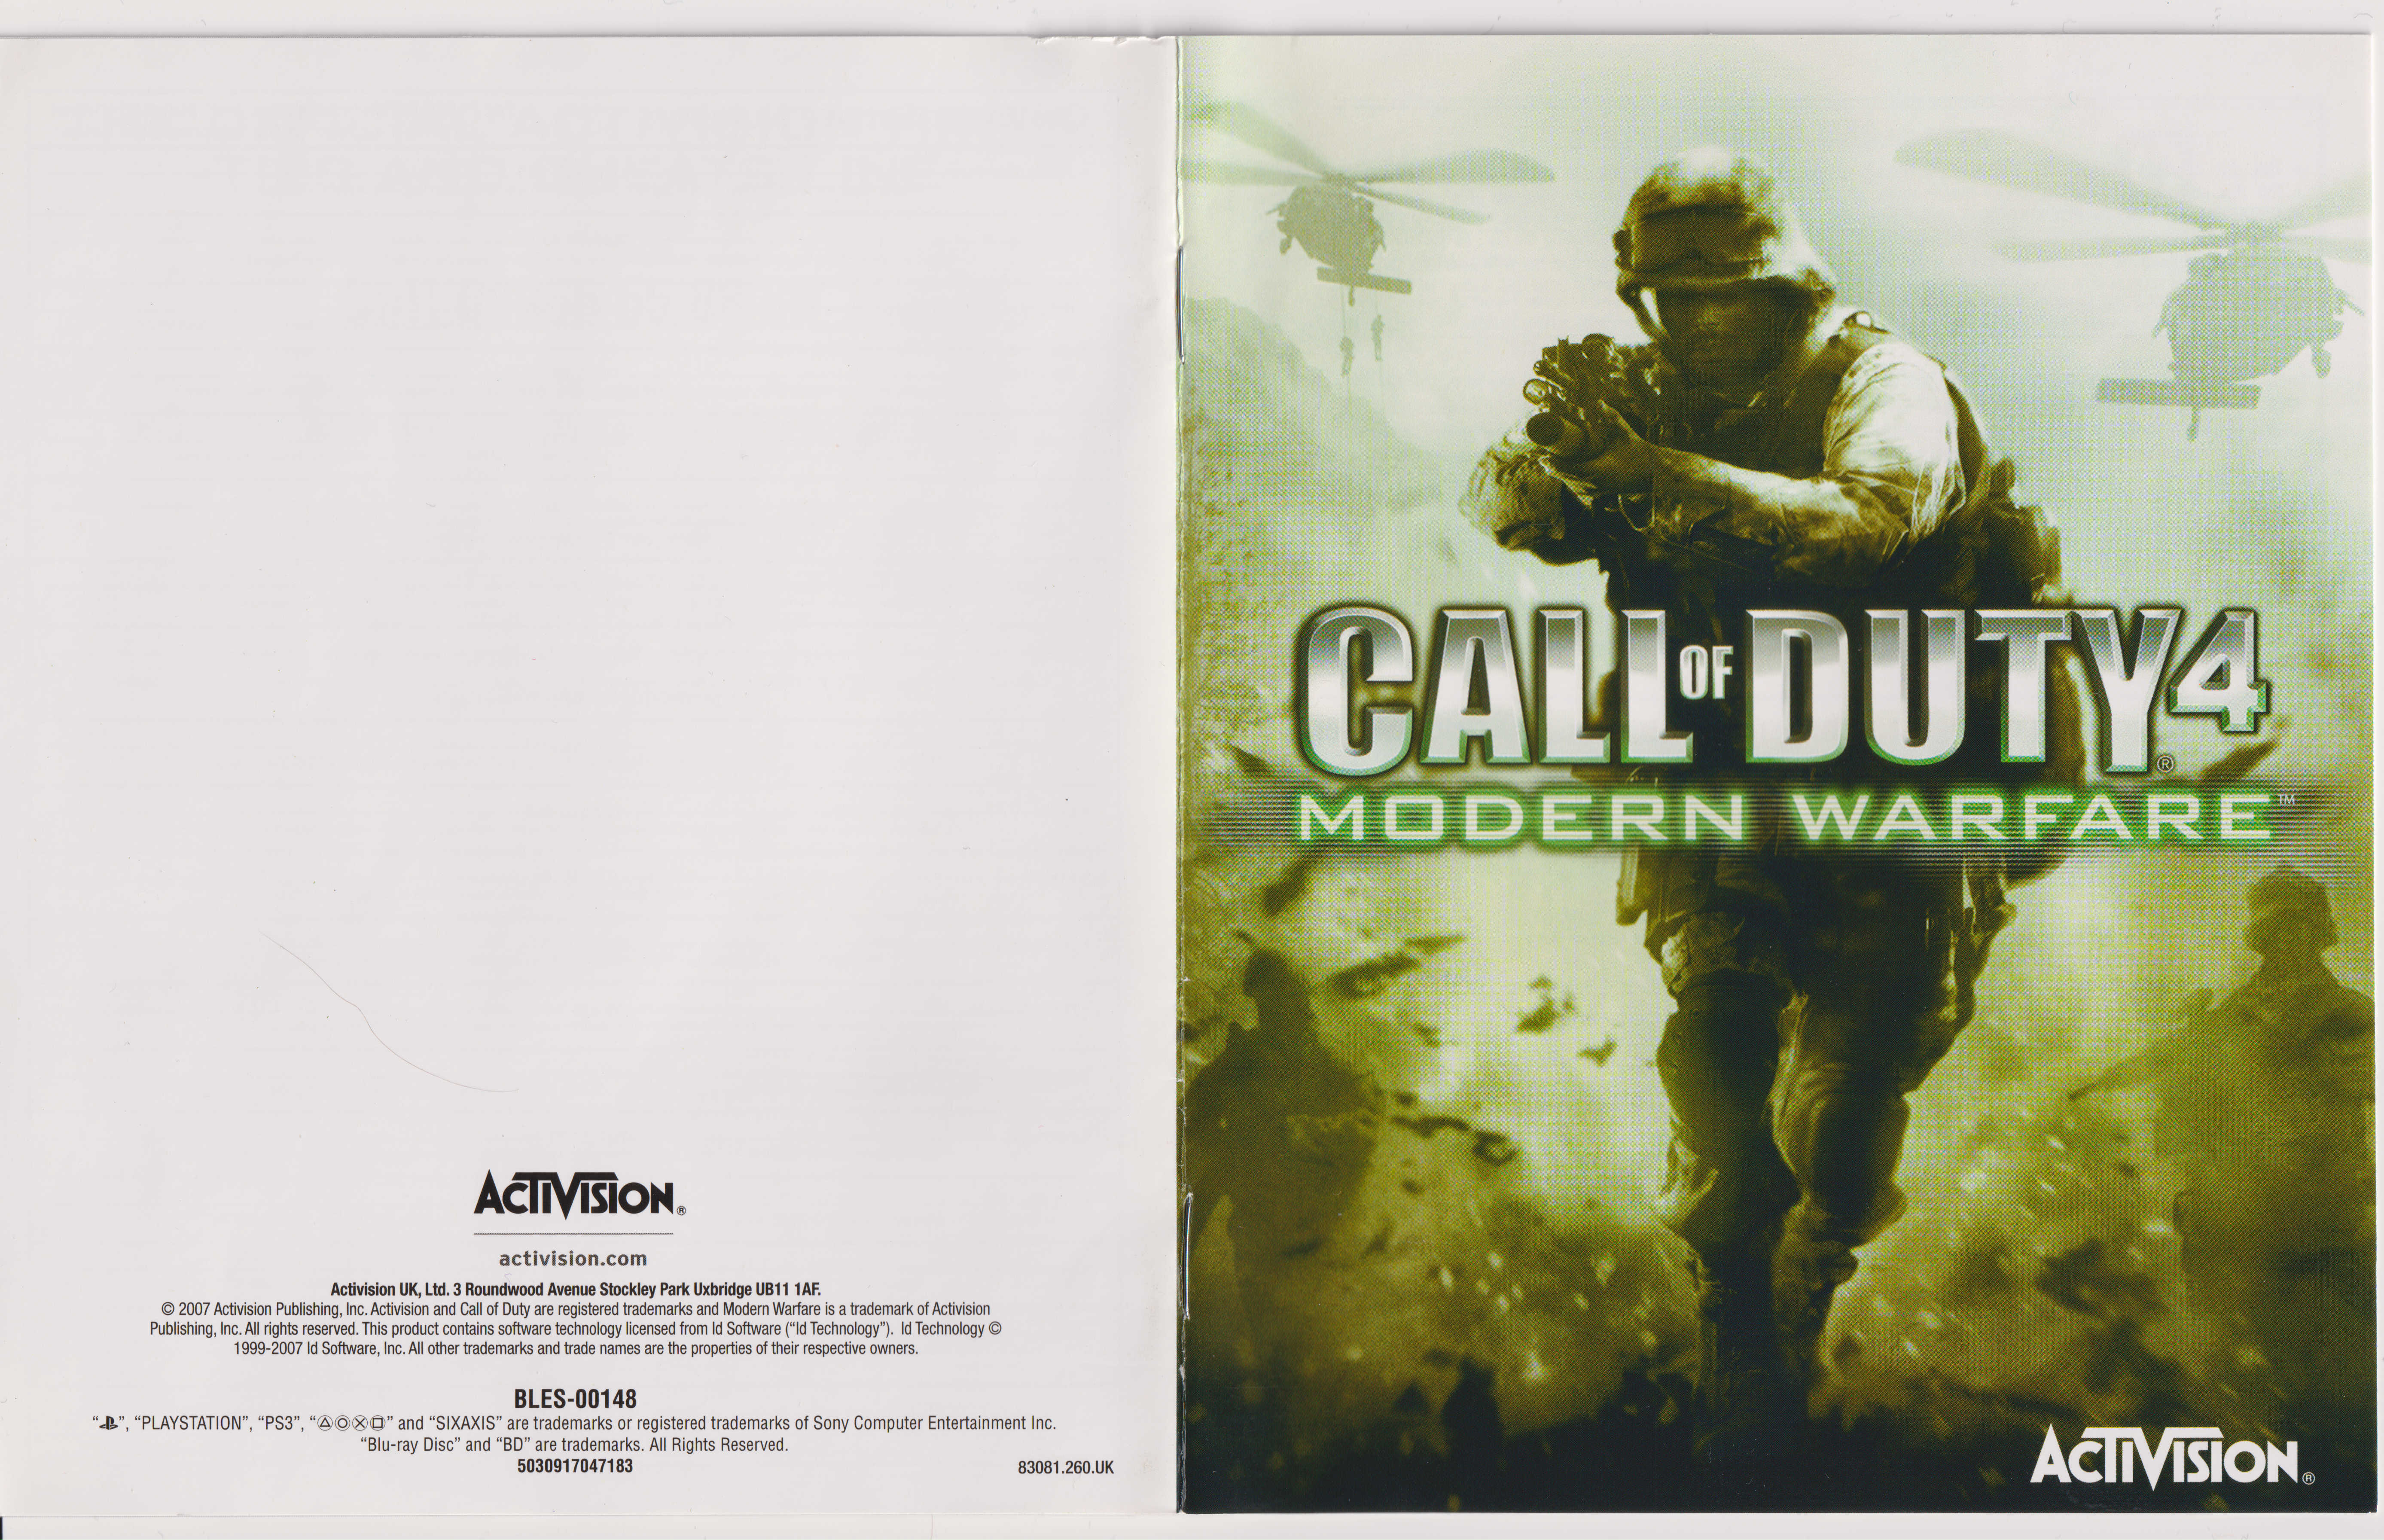 ACTIVISION®
activision.com
Activision UK, Ltd. 3 Roundwood Avenue Stockley Park Uxbridge UB11 1AF.
© 2007 Activision Publishing, Inc. Activision and Call of Duty are registered trademarks and Modern Warfare is a trademark of Activision
Publishing, Inc. All rights reserved. This product contains software technology licensed from Id Software (“Id Technology”). Id Technology ©
1999-2007 Id Software, Inc. All other trademarks and trade names are the properties of their respective owners.
BLES-00148
“”, “PLAYSTATION”, “PS3”, “△○✕□” and “SIXAXIS” are trademarks or registered trademarks of Sony Computer Entertainment Inc.
“Blu-ray Disc” and “BD” are trademarks. All Rights Reserved.
5030917047183
83081.260.UK
CALL OF DUTY 4®
MODERN WARFARE™
ACTIVISION®